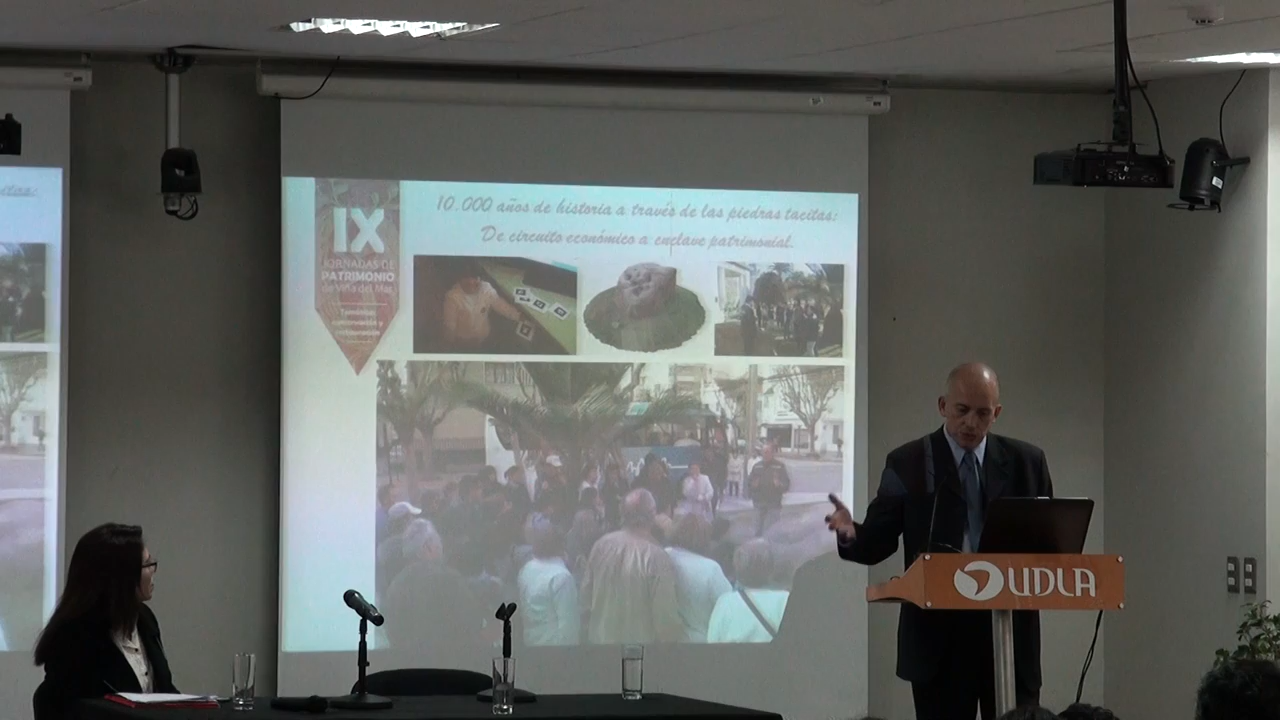 IX
JORNADAS DE
PATRIMONIO
de Viña del Mar
10.000 años de historia a través de las piedras tacitas:
De circuito económico a enclave patrimonial.
UDLA